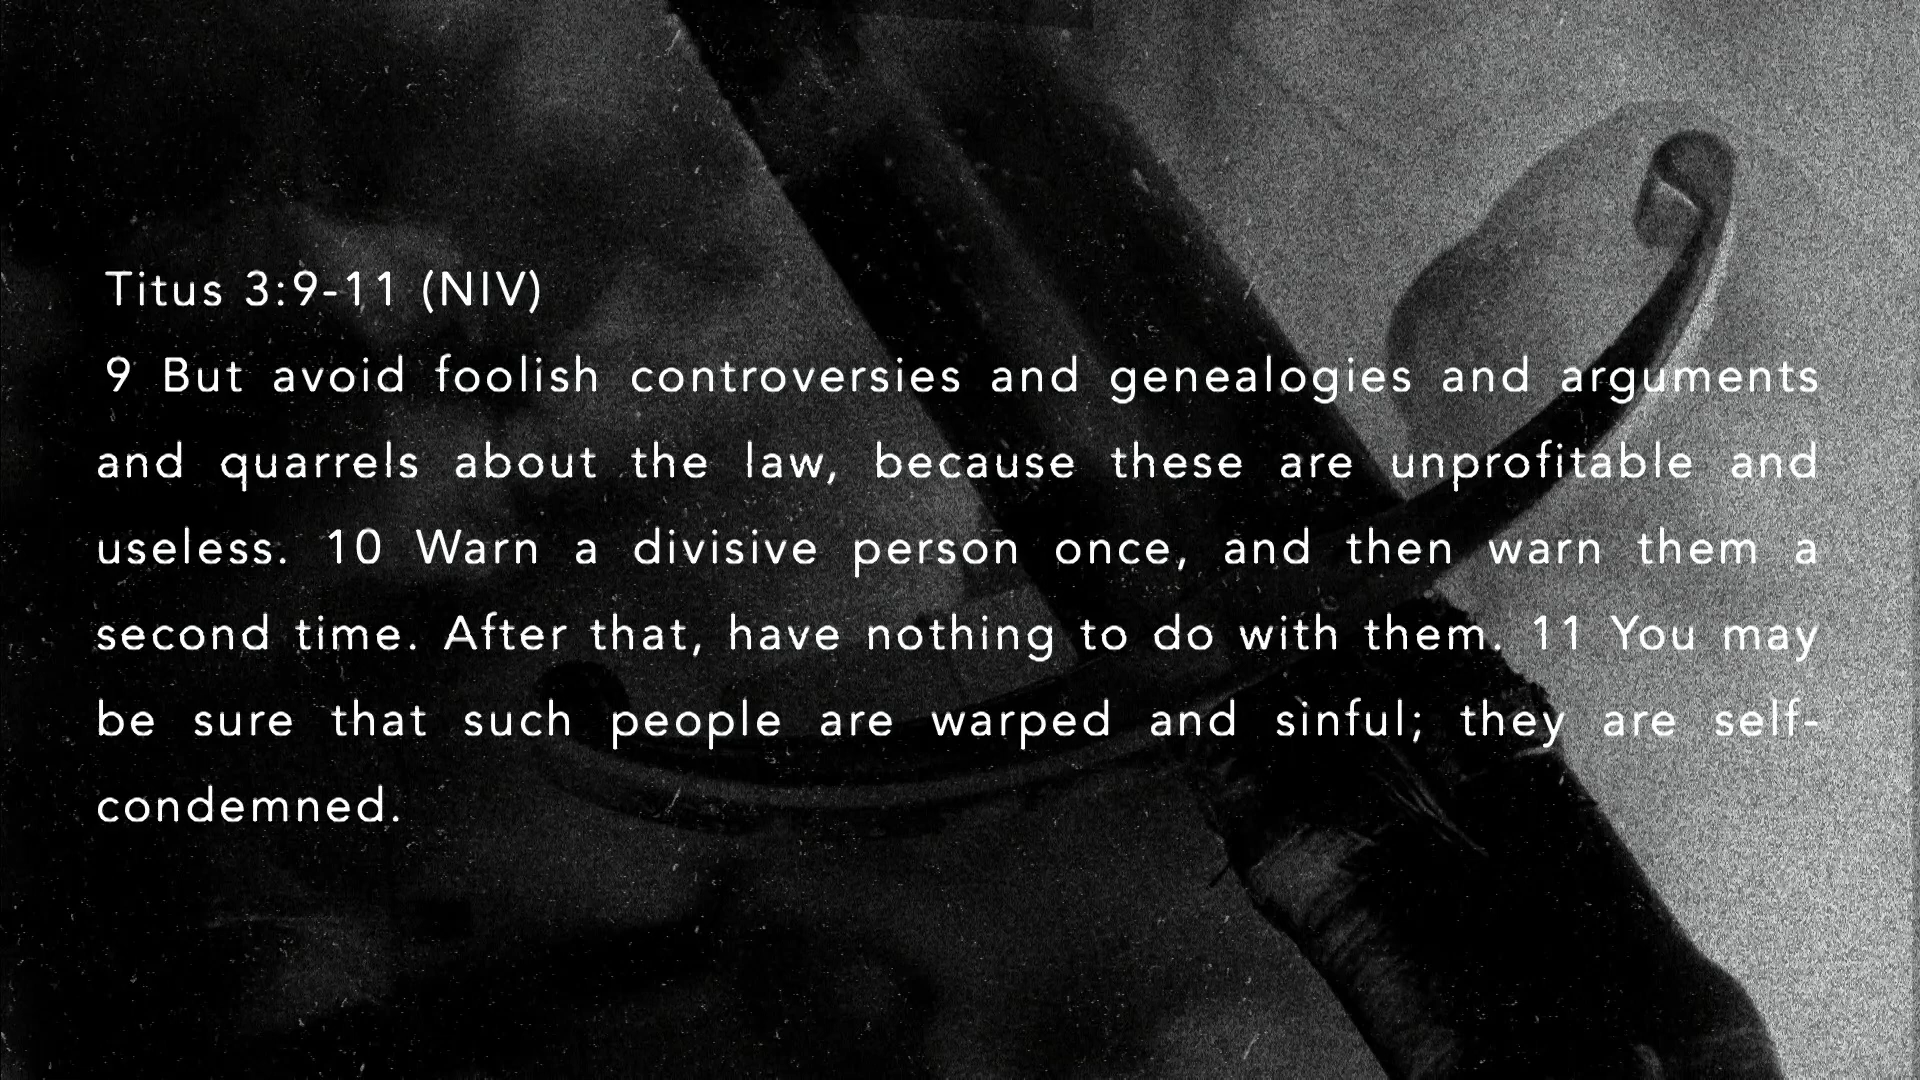 Titus 3:9-11 (NIV)
9 But avoid foolish controversies and genealogies and arguments
and quarrels about the law, because these are unprofitable and
useless. 10 Warn a divisive person once, and then warn them a
second time. After that, have nothing to do with them. 11 You may
be sure that such people are warped and sinful; they are self-
condemned.